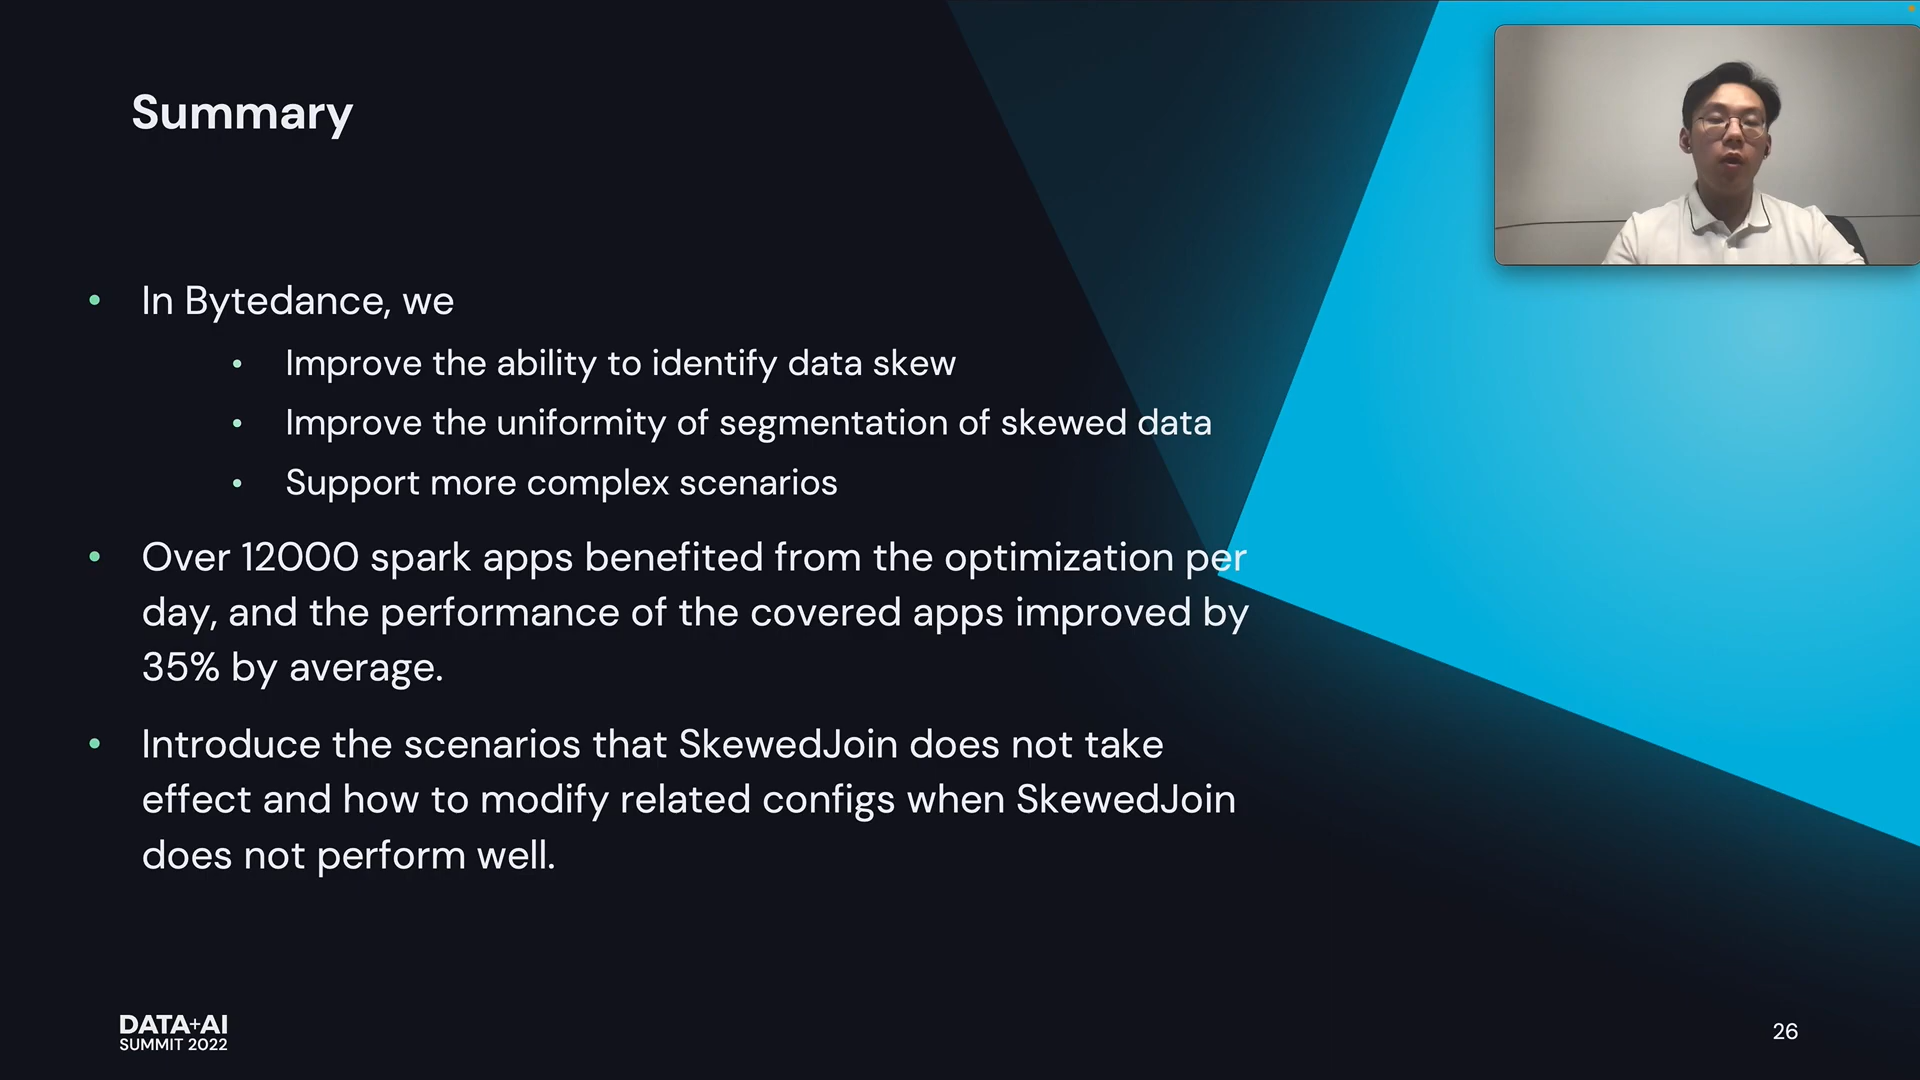 Summary
• In Bytedance, we
• Improve the ability to identify data skew
• Improve the uniformity of segmentation of skewed data
• Support more complex scenarios
• Over 12000 spark apps benefited from the optimization per
day, and the performance of the covered apps improved by
35% by average.
• Introduce the scenarios that SkewedJoin does not take
effect and how to modify related configs when SkewedJoin
does not perform well.
DATA+AI
SUMMIT 2022
26